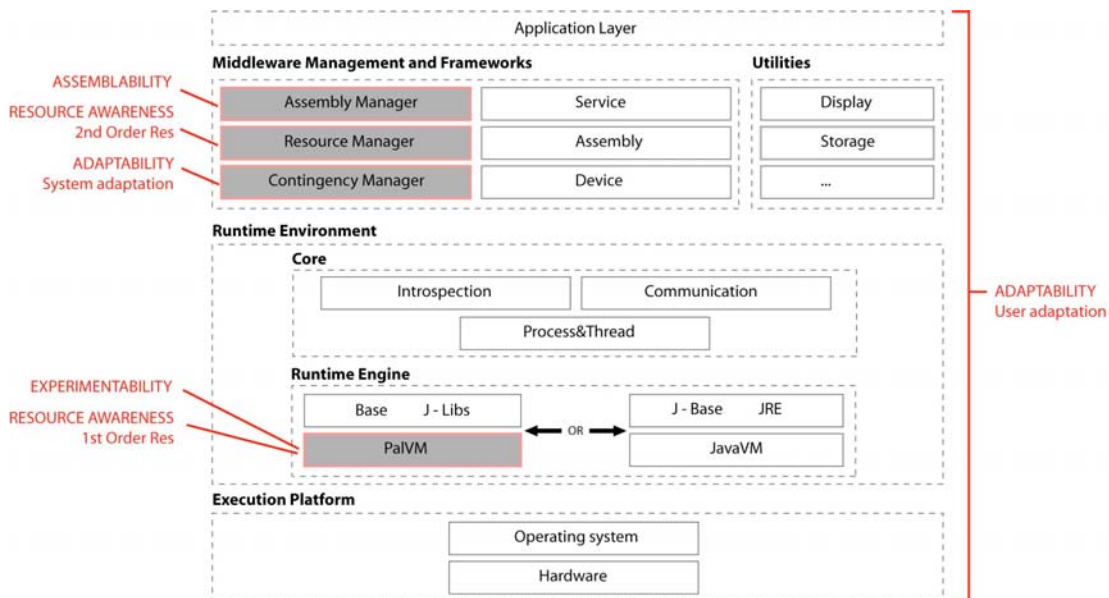 Application Layer
Middleware Management and Frameworks
Utilities
ASSEMBLABILITY
Assembly Manager
Service
Display
RESOURCE AWARENESS
2nd Order Res
Resource Manager
Assembly
Storage
ADAPTABILITY
System adaptation
Contingency Manager
Device
...
Runtime Environment
Core
Introspection
Communication
Process&Thread
ADAPTABILITY
User adaptation
Runtime Engine
EXPERIMENTABILITY
Base J - Libs
J - Base JRE
OR
RESOURCE AWARENESS
1st Order Res
PalVM
JavaVM
Execution Platform
Operating system
Hardware